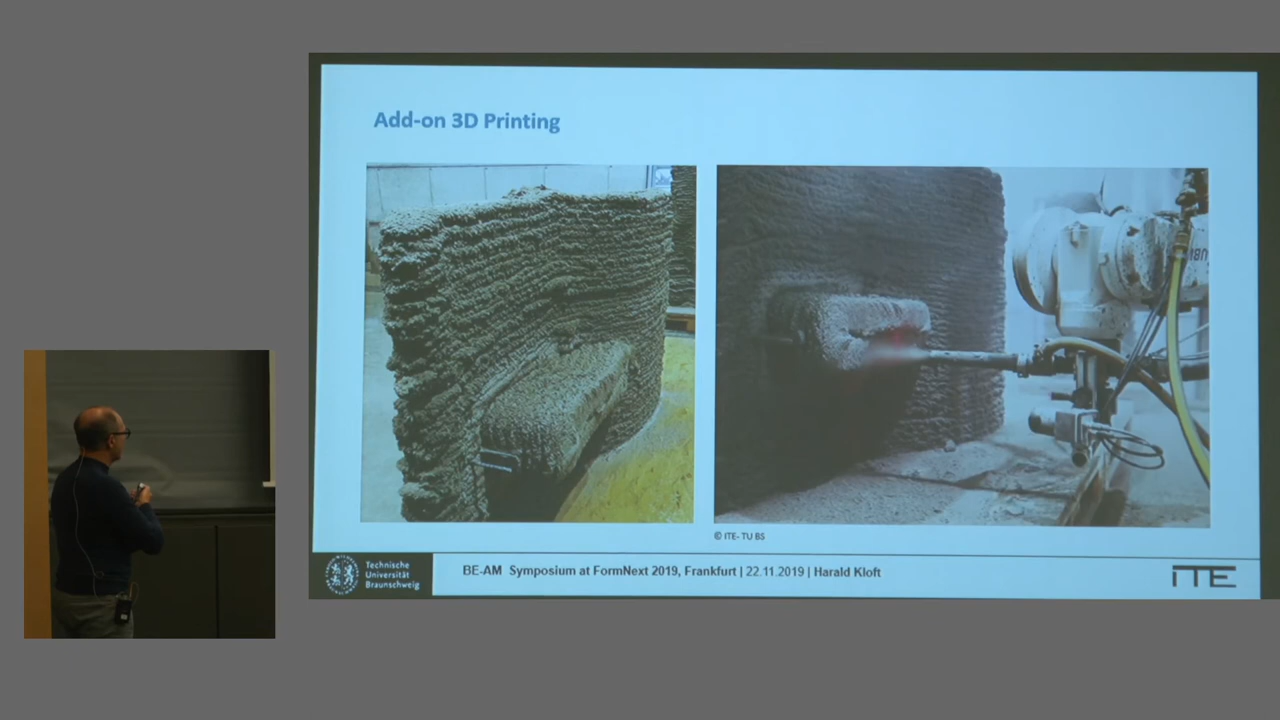 Add-on 3D Printing
© ITE- TU BS
Technische
Universität
Braunschweig
BE-AM Symposium at FormNext 2019, Frankfurt | 22.11.2019 | Harald Kloft
iTE